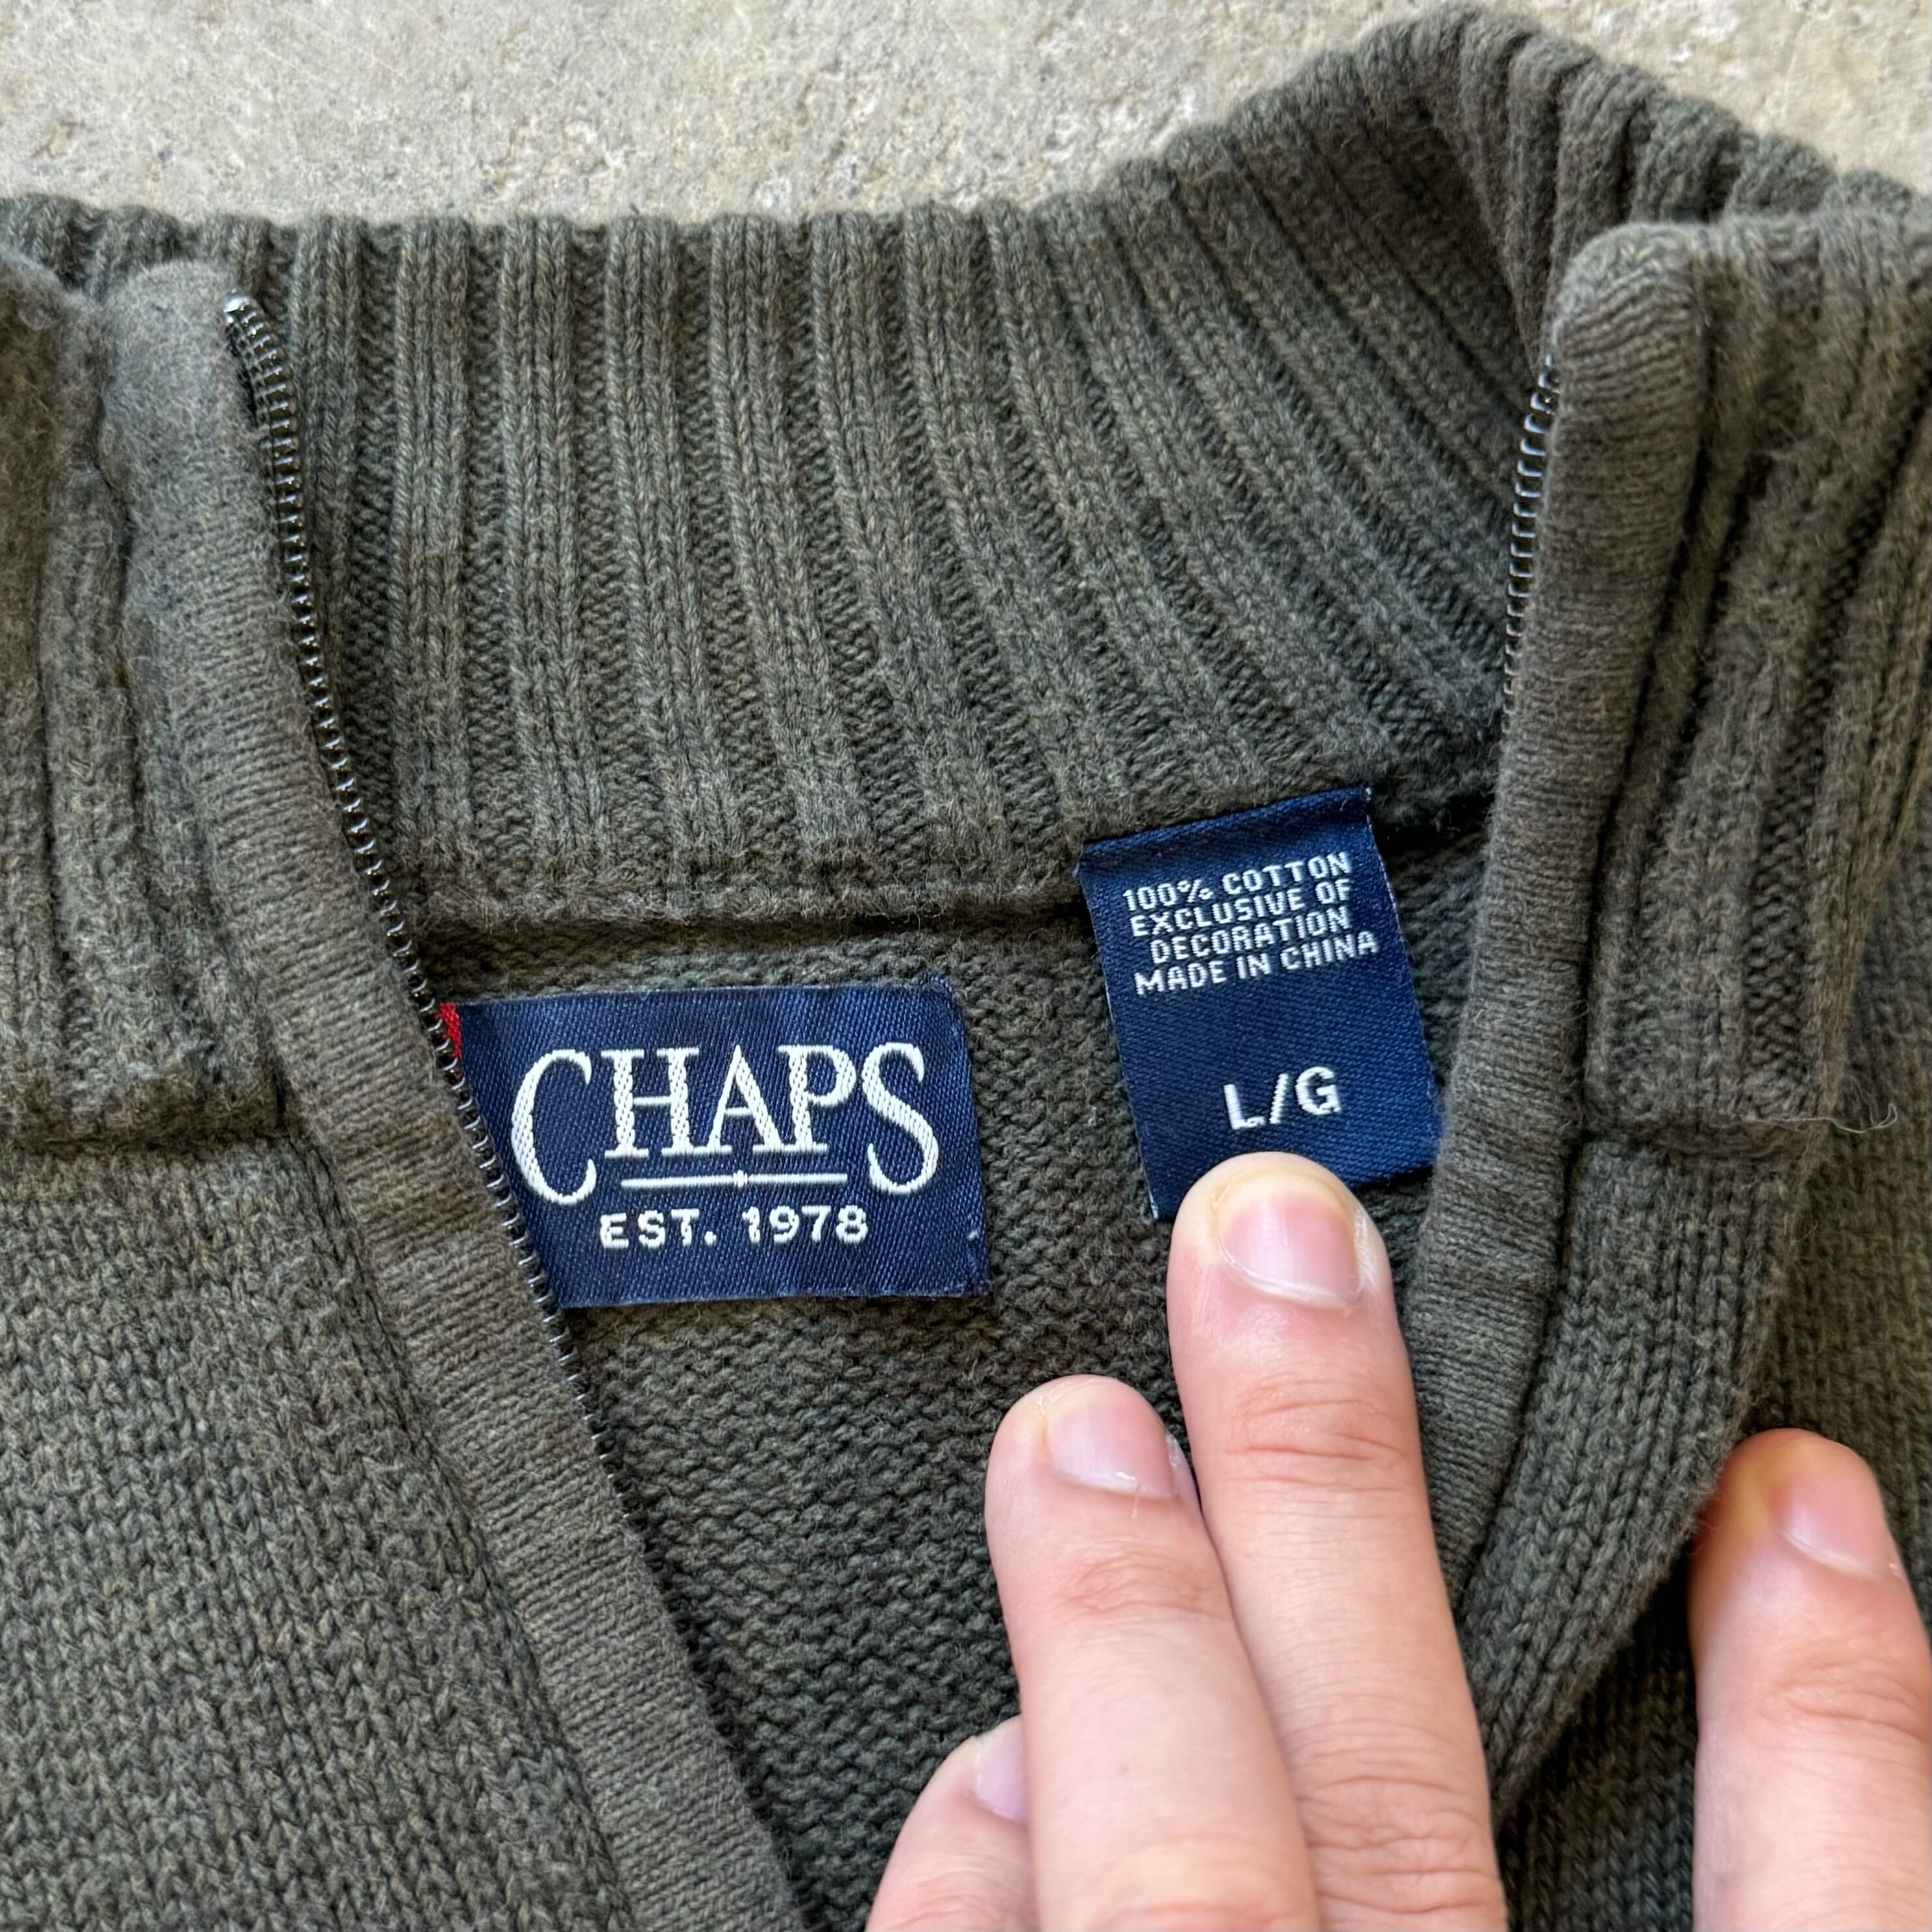 CHAPS
EST. 1978
100% COTTON
EXCLUSIVE OF
DECORATION
MADE IN CHINA
L/G